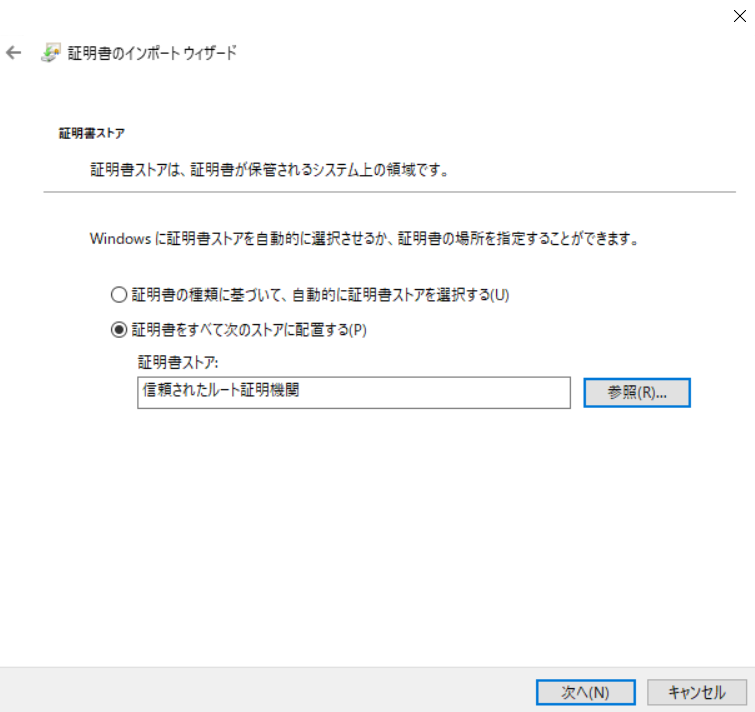 証明書のインポート ウィザード
証明書ストア
証明書ストアは、証明書が保管されるシステム上の領域です。
Windows に証明書ストアを自動的に選択させるか、証明書の場所を指定することができます。
証明書の種類に基づいて、自動的に証明書ストアを選択する(U)
証明書をすべて次のストアに配置する(P)
証明書ストア:
信頼されたルート証明機関
参照(R)...
次へ(N)
キャンセル